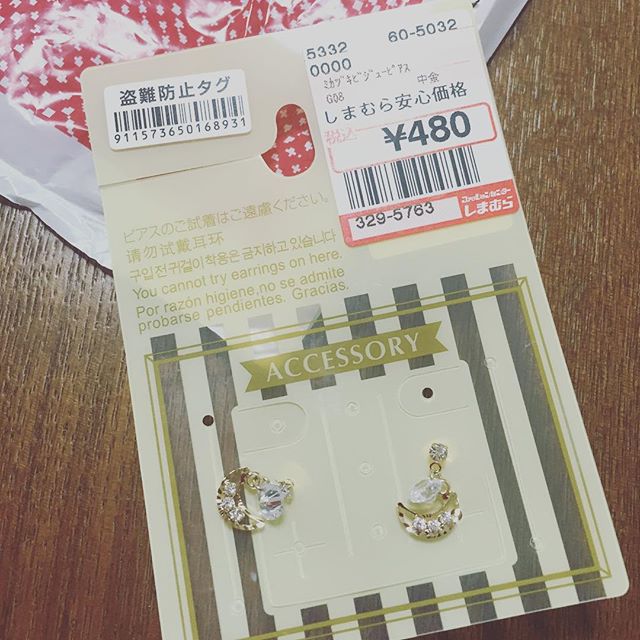 盗難防止タグ
911573650168931
5332
60-5032
0000
ﾐｶﾂﾞｷﾋﾞｼﾞｭｰﾋﾟｱｽ
G08
中金
しまむら安心価格
税込
¥480
329-5763
ファッションセンター
しまむら
ピアスのご試着はご遠慮ください。
请勿试戴耳环
구입전 귀걸이 착용은 금지하고 있습니다
You cannot try earrings on here.
Por razón higiene,no se admite
probarse pendientes. Gracias.
ACCESSORY